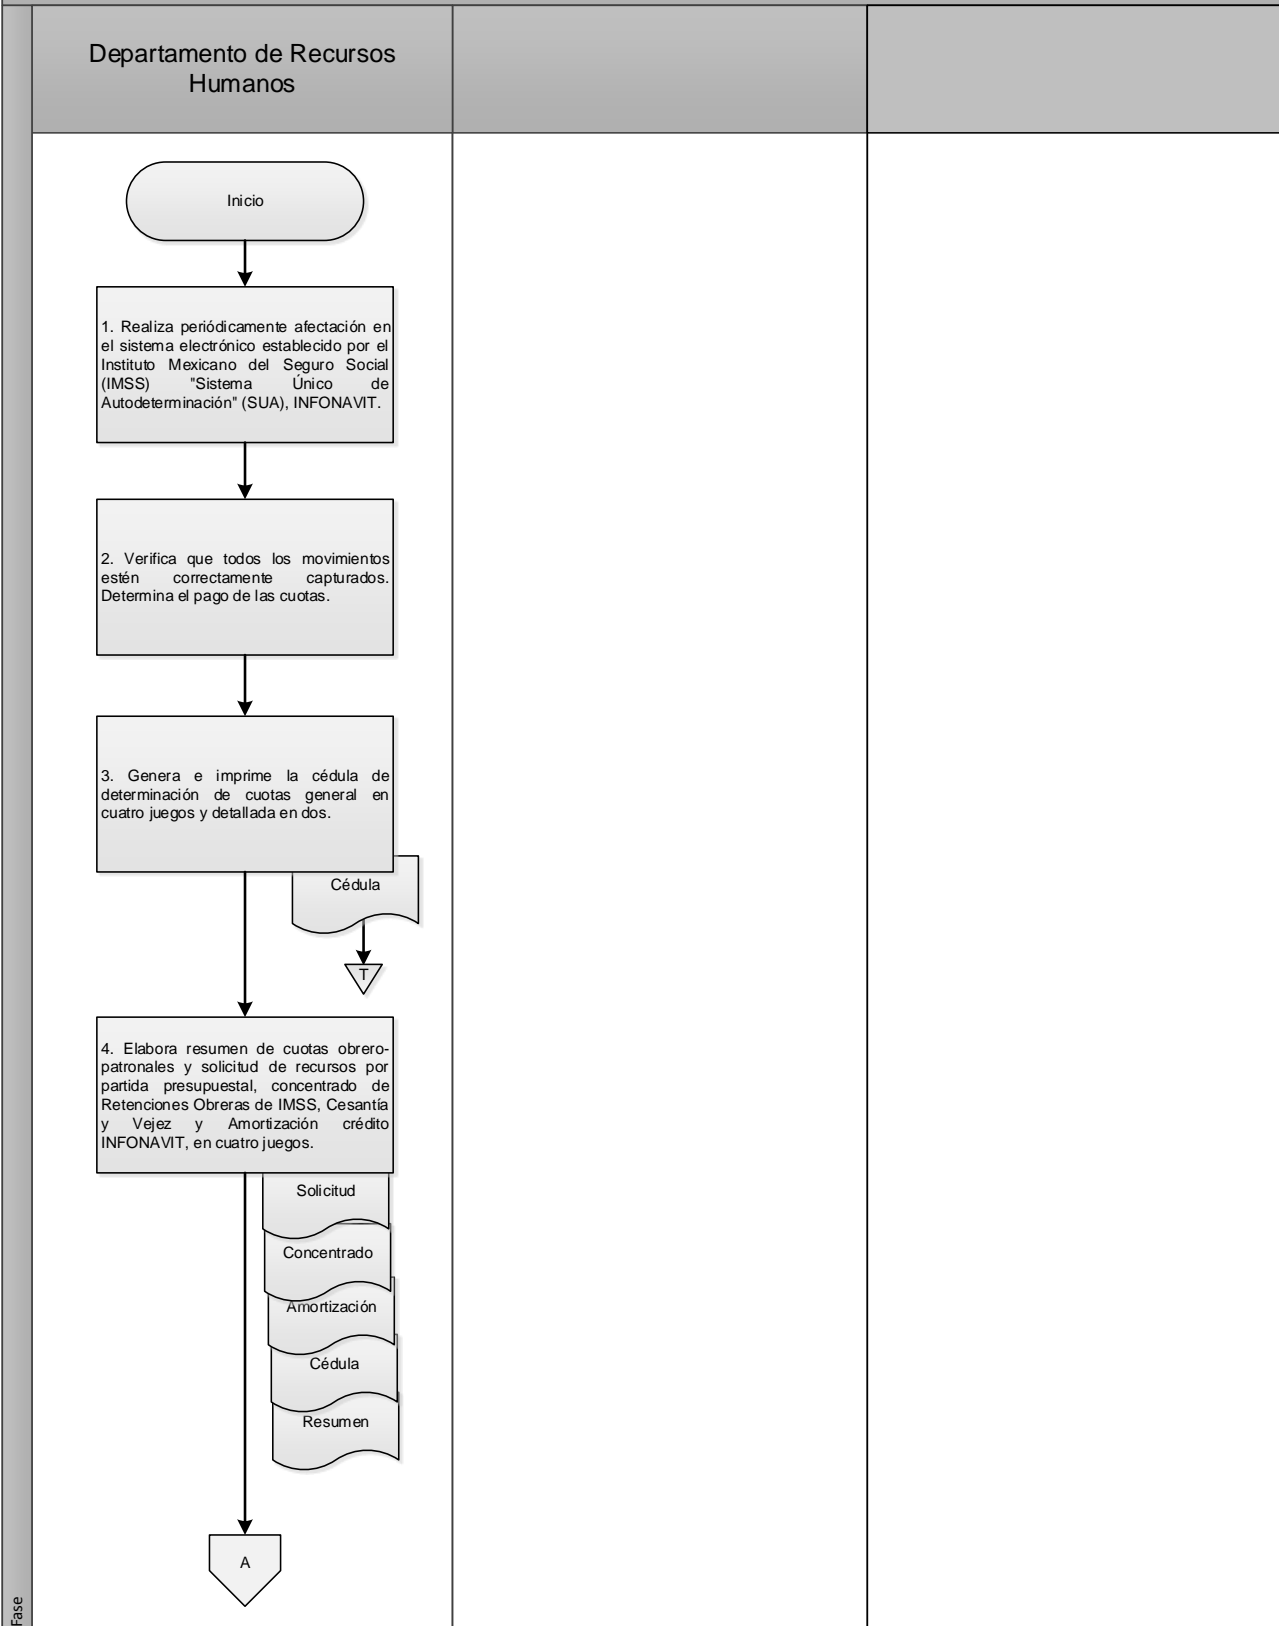 Departamento de Recursos
Humanos
Inicio
1. Realiza periódicamente afectación en
el sistema electrónico establecido por el
Instituto Mexicano del Seguro Social
(IMSS) "Sistema Único de
Autodeterminación" (SUA), INFONAVIT.
2. Verifica que todos los movimientos
estén correctamente capturados.
Determina el pago de las cuotas.
3. Genera e imprime la cédula de
determinación de cuotas general en
cuatro juegos y detallada en dos.
Cédula
T
4. Elabora resumen de cuotas obrero-
patronales y solicitud de recursos por
partida presupuestal, concentrado de
Retenciones Obreras de IMSS, Cesantía
y Vejez y Amortización crédito
INFONAVIT, en cuatro juegos.
Solicitud
Concentrado
Amortización
Cédula
Resumen
A
Fase